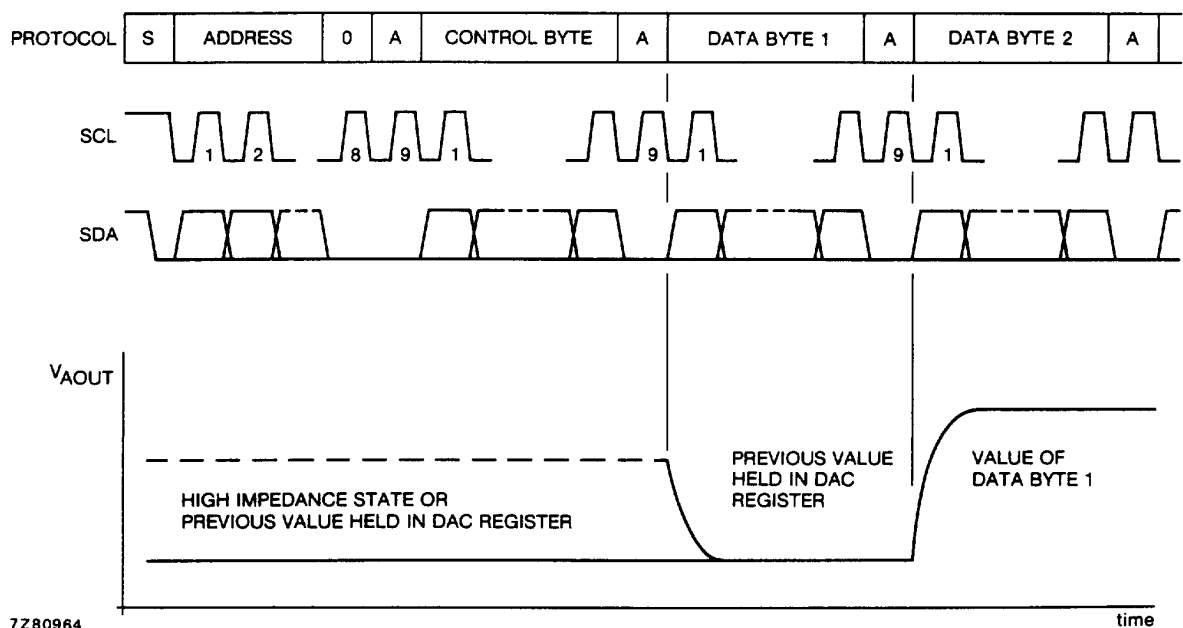 PROTOCOL S ADDRESS 0 A CONTROL BYTE A DATA BYTE 1 A DATA BYTE 2 A
SCL 1 2 8 9 1 9 1 9 1
SDA
VAOUT
HIGH IMPEDANCE STATE OR
PREVIOUS VALUE HELD IN DAC REGISTER
PREVIOUS VALUE
HELD IN DAC
REGISTER
VALUE OF
DATA BYTE 1
7Z80964
time